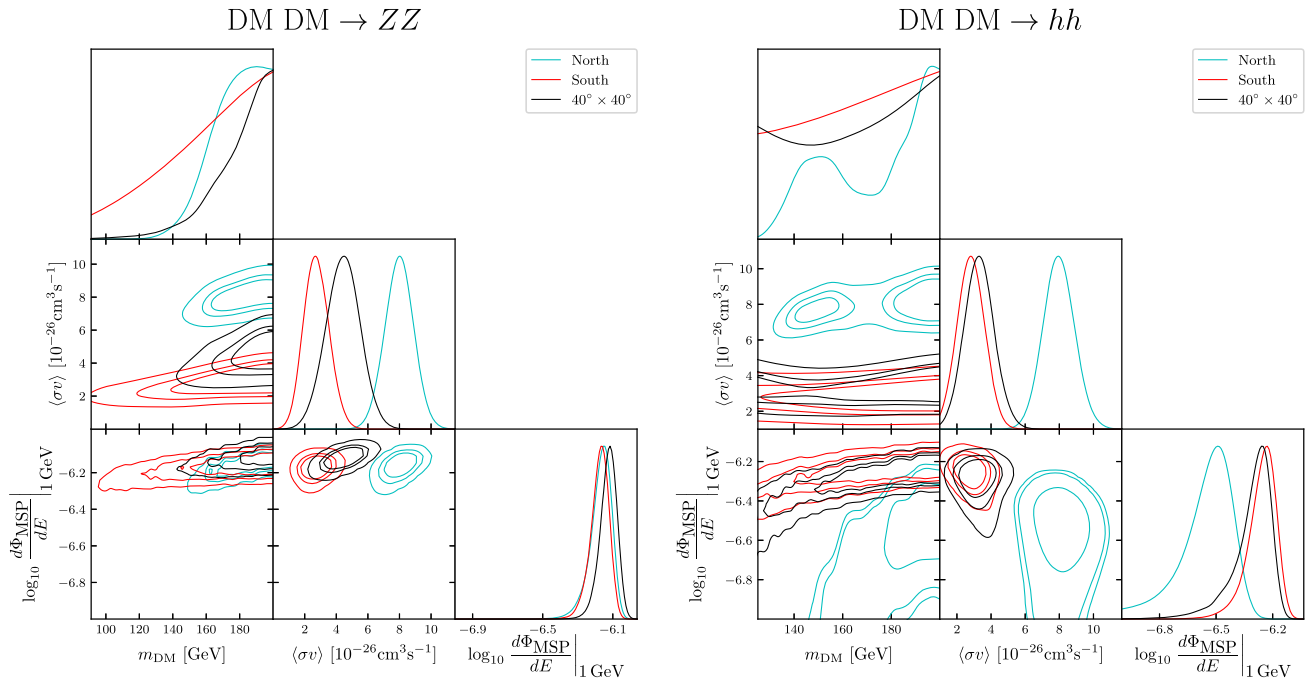 DM DM → ZZ
North
South
40° × 40°
⟨σv⟩ [10⁻²⁶cm³s⁻¹]
10
8
6
4
2
log₁₀ dΦ_MSP/dE|₁ GeV
−6.2
−6.4
−6.6
−6.8
100 120 140 160 180
m_DM [GeV]
2 4 6 8 10
⟨σv⟩ [10⁻²⁶cm³s⁻¹]
−6.9 −6.5 −6.1
log₁₀ dΦ_MSP/dE|₁ GeV
DM DM → hh
North
South
40° × 40°
⟨σv⟩ [10⁻²⁶cm³s⁻¹]
10
8
6
4
2
log₁₀ dΦ_MSP/dE|₁ GeV
−6.2
−6.4
−6.6
−6.8
140 160 180
m_DM [GeV]
2 4 6 8 10
⟨σv⟩ [10⁻²⁶cm³s⁻¹]
−6.8 −6.5 −6.2
log₁₀ dΦ_MSP/dE|₁ GeV